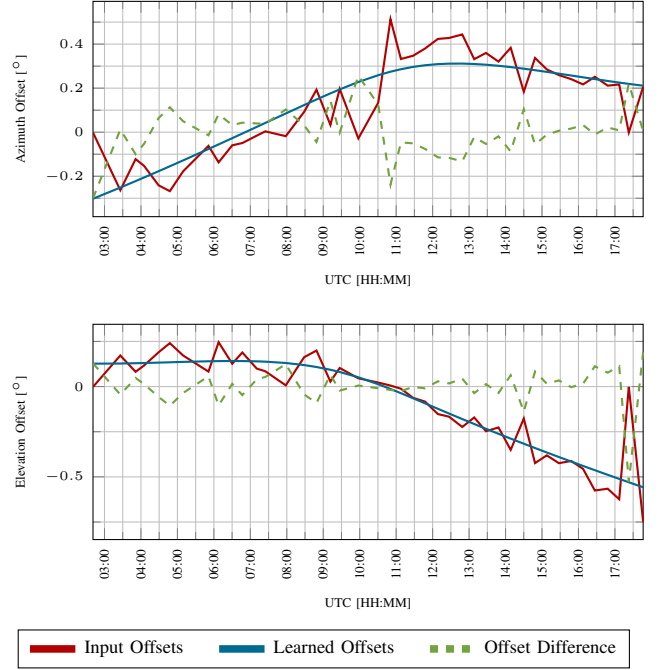 Azimuth Offset [°]
0.4
0.2
0
−0.2
03:00 04:00 05:00 06:00 07:00 08:00 09:00 10:00 11:00 12:00 13:00 14:00 15:00 16:00 17:00
UTC [HH:MM]
Elevation Offset [°]
0
−0.5
03:00 04:00 05:00 06:00 07:00 08:00 09:00 10:00 11:00 12:00 13:00 14:00 15:00 16:00 17:00
UTC [HH:MM]
Input Offsets Learned Offsets Offset Difference